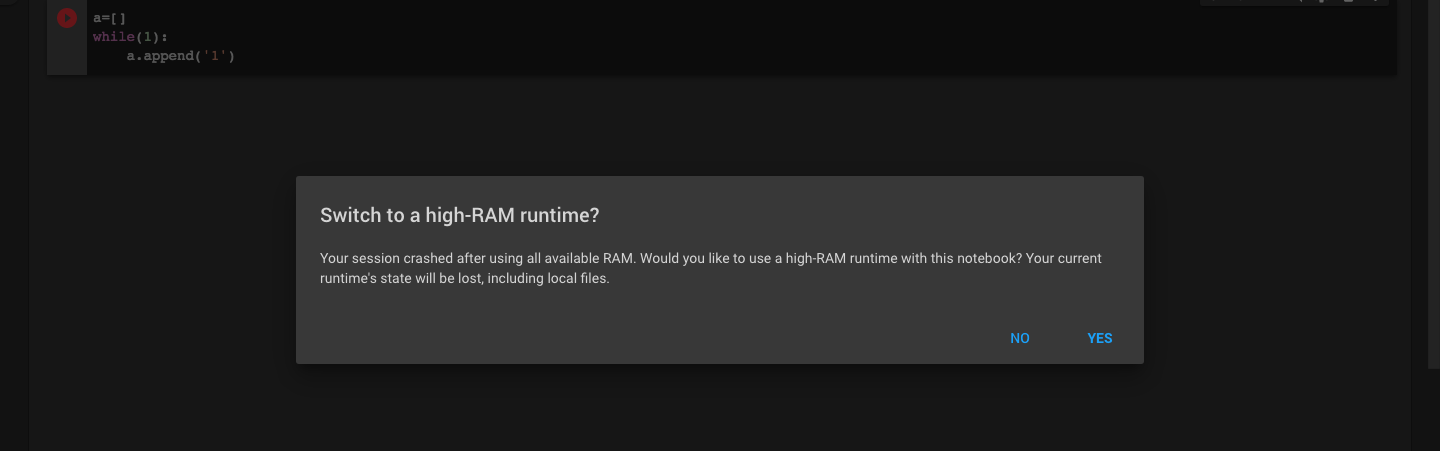 a=[]
while(1):
    a.append('1')
Switch to a high-RAM runtime?
Your session crashed after using all available RAM. Would you like to use a high-RAM runtime with this notebook? Your current
runtime's state will be lost, including local files.
NO YES